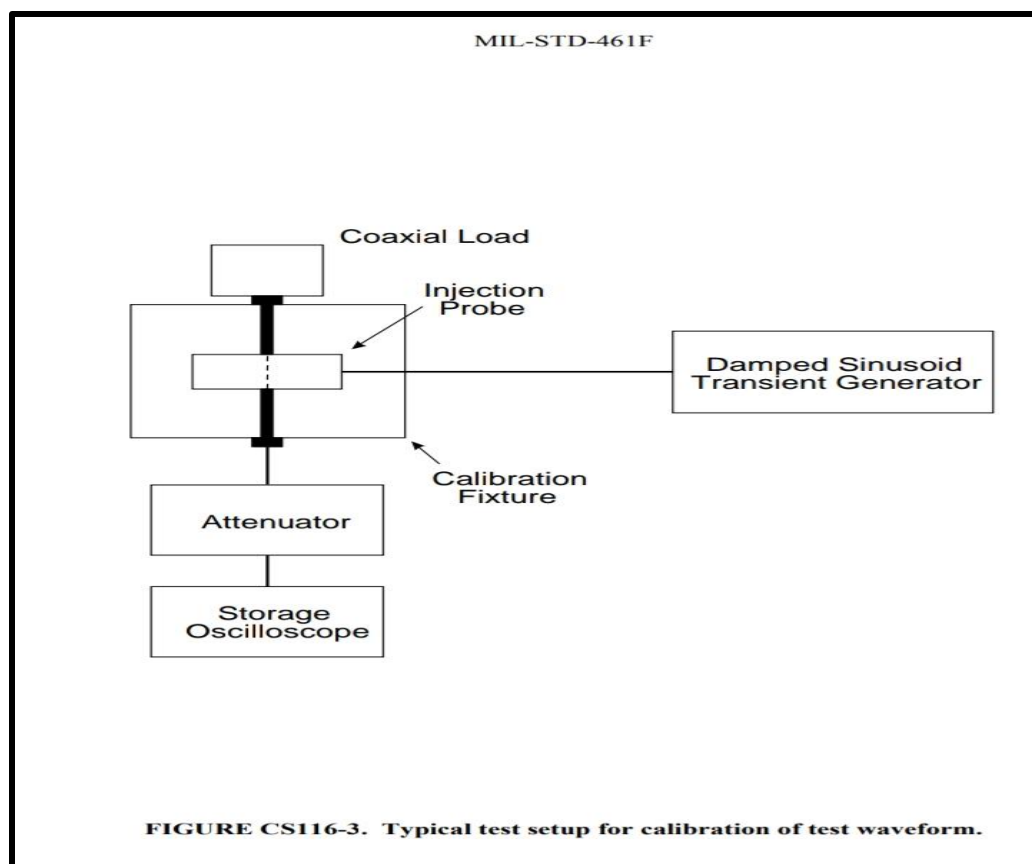 MIL-STD-461F
Coaxial Load
Injection
Probe
Damped Sinusoid
Transient Generator
Calibration
Fixture
Attenuator
Storage
Oscilloscope
FIGURE CS116-3. Typical test setup for calibration of test waveform.